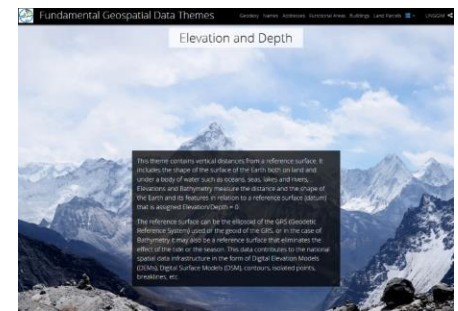 Fundamental Geospatial Data Themes
Geodesy Names Addresses Functional Areas Buildings Land Parcels UNGGIM
Elevation and Depth
This theme contains vertical distances from a reference surface. It
includes the shape of the surface of the Earth both on land and
under a body of water such as oceans, seas, lakes and rivers.
Elevations and Bathymetry measure the distance and the shape of
the Earth and its features in relation to a reference surface (datum)
that is assigned Elevation/Depth = 0.
The reference surface can be the ellipsoid of the GRS (Geodetic
Reference System) used or the geoid of the GRS, or in the case of
Bathymetry it may also be a reference surface that eliminates the
effect of the tide or the season. This data contributes to the national
spatial data infrastructure in the form of Digital Elevation Models
(DEMs), Digital Surface Models (DSM), contours, isolated points,
breaklines, etc.